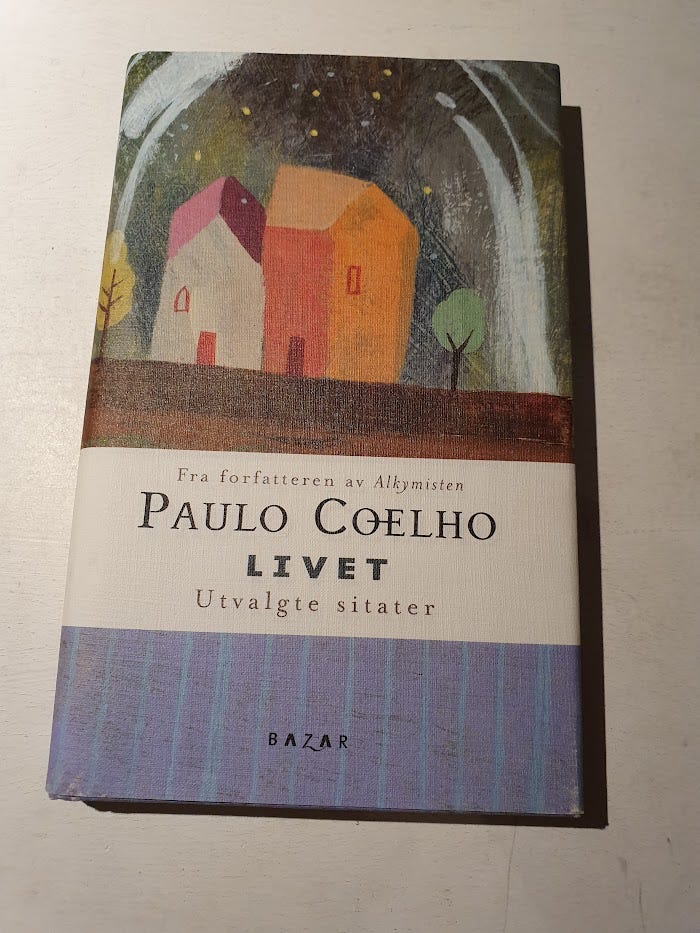 Fra forfatteren av Alkymisten
PAULO COELHO
LIVET
Utvalgte sitater
BAZAR